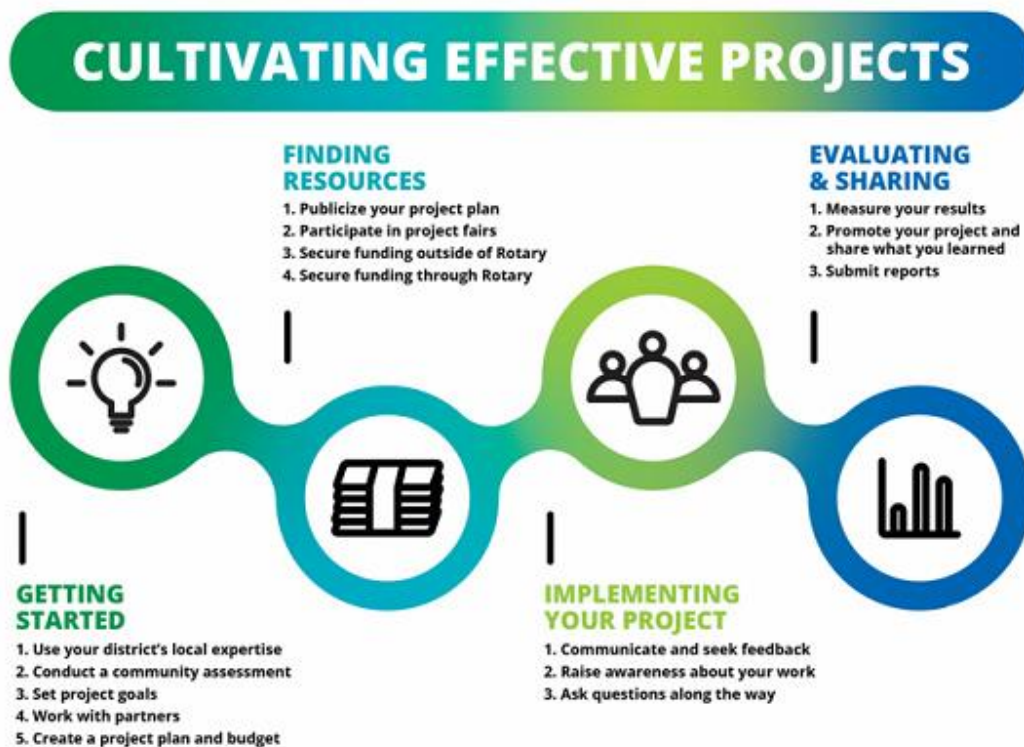 CULTIVATING EFFECTIVE PROJECTS
GETTING
STARTED
1. Use your district's local expertise
2. Conduct a community assessment
3. Set project goals
4. Work with partners
5. Create a project plan and budget
FINDING
RESOURCES
1. Publicize your project plan
2. Participate in project fairs
3. Secure funding outside of Rotary
4. Secure funding through Rotary
IMPLEMENTING
YOUR PROJECT
1. Communicate and seek feedback
2. Raise awareness about your work
3. Ask questions along the way
EVALUATING
& SHARING
1. Measure your results
2. Promote your project and
share what you learned
3. Submit reports